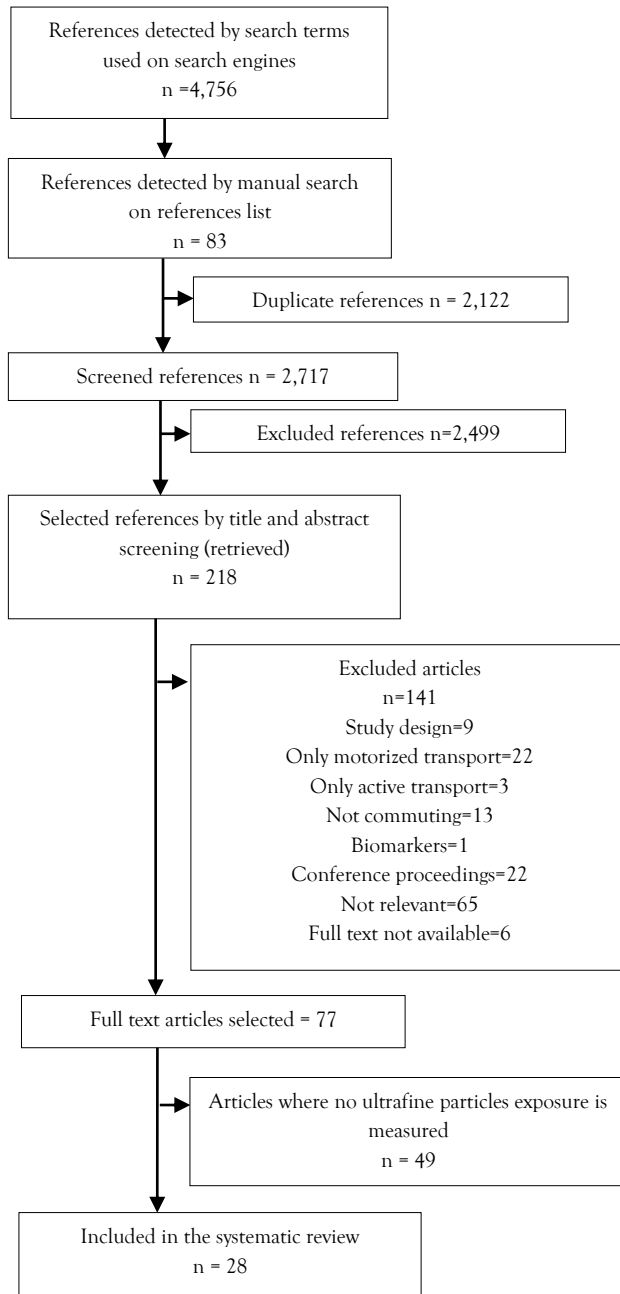 References detected by search terms
used on search engines
n =4,756
References detected by manual search
on references list
n = 83
Duplicate references n = 2,122
Screened references n = 2,717
Excluded references n=2,499
Selected references by title and abstract
screening (retrieved)
n = 218
Excluded articles
n=141
Study design=9
Only motorized transport=22
Only active transport=3
Not commuting=13
Biomarkers=1
Conference proceedings=22
Not relevant=65
Full text not available=6
Full text articles selected = 77
Articles where no ultrafine particles exposure is
measured
n = 49
Included in the systematic review
n = 28